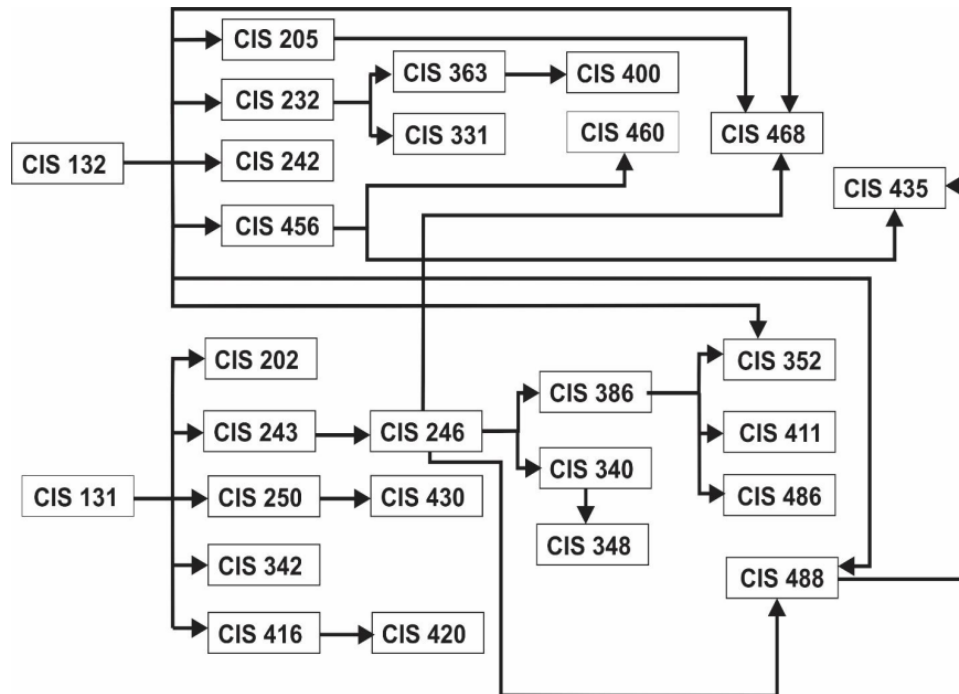 CIS 205
CIS 363
CIS 400
CIS 232
CIS 331
CIS 460
CIS 468
CIS 132
CIS 242
CIS 435
CIS 456
CIS 202
CIS 352
CIS 386
CIS 243
CIS 246
CIS 411
CIS 340
CIS 131
CIS 250
CIS 430
CIS 486
CIS 348
CIS 342
CIS 488
CIS 416
CIS 420